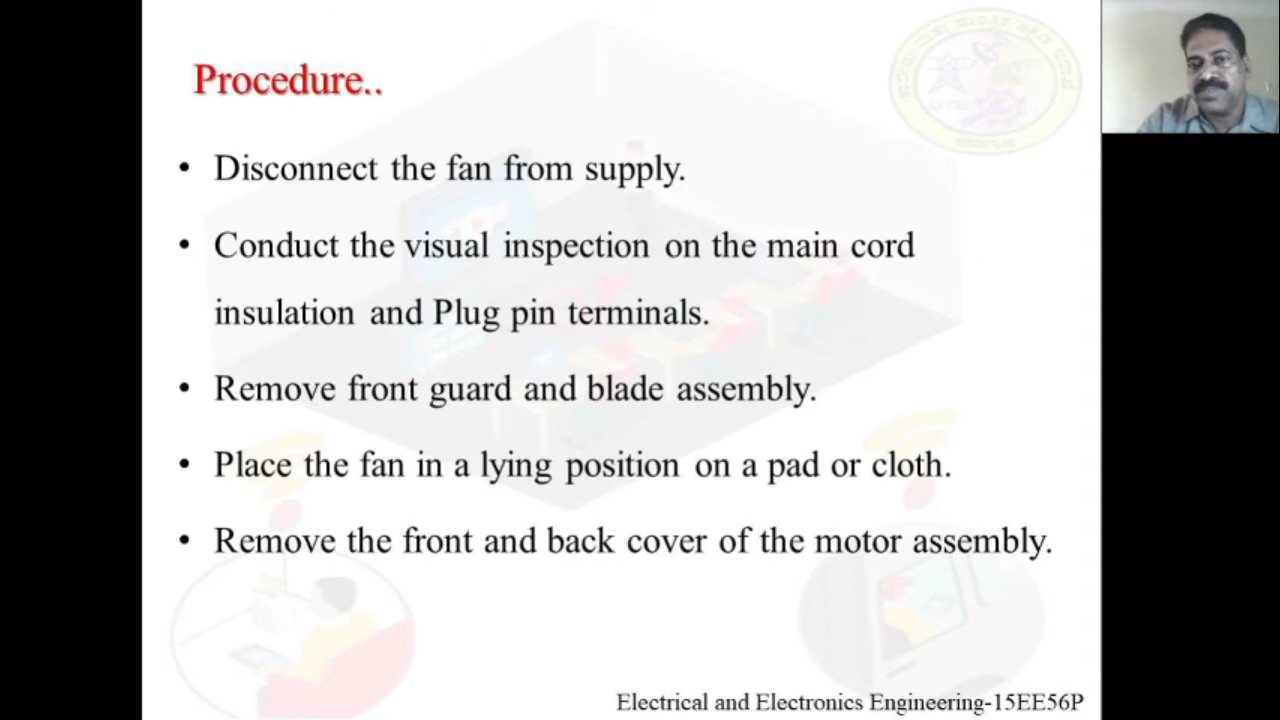 Procedure..
• Disconnect the fan from supply.
• Conduct the visual inspection on the main cord
insulation and Plug pin terminals.
• Remove front guard and blade assembly.
• Place the fan in a lying position on a pad or cloth.
• Remove the front and back cover of the motor assembly.
Electrical and Electronics Engineering-15EE56P